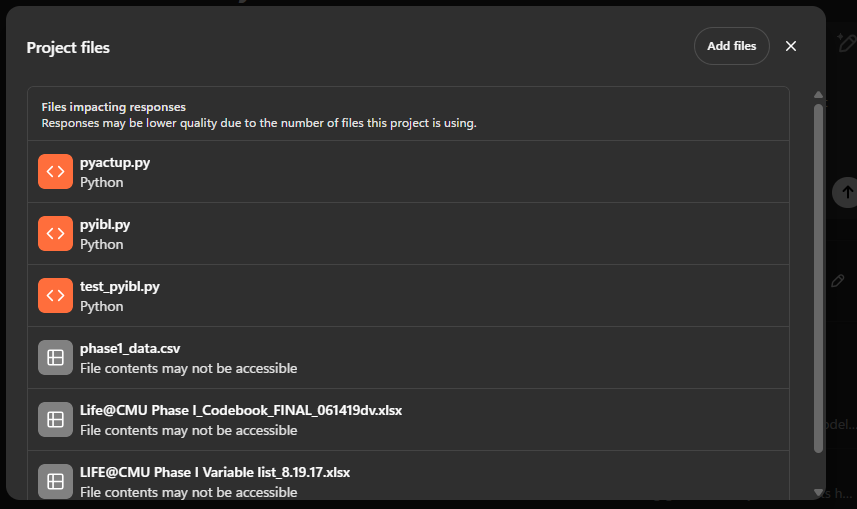 Project files
Add files
Files impacting responses
Responses may be lower quality due to the number of files this project is using.
pyactup.py
Python
pyibl.py
Python
test_pyibl.py
Python
phase1_data.csv
File contents may not be accessible
Life@CMU Phase I_Codebook_FINAL_061419dv.xlsx
File contents may not be accessible
LIFE@CMU Phase I Variable list_8.19.17.xlsx
File contents may not be accessible